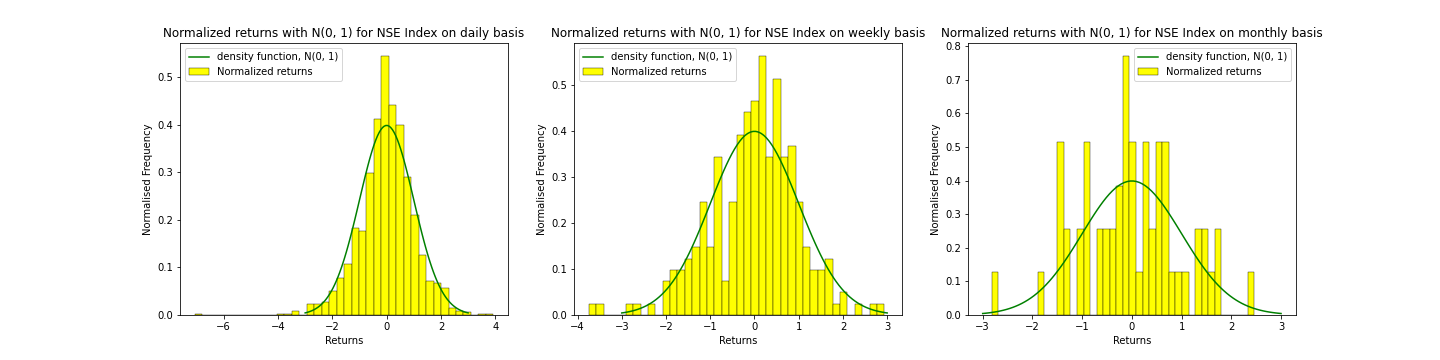 Normalized returns with N(0, 1) for NSE Index on daily basis
density function, N(0, 1)
Normalized returns
0.5
0.4
0.3
0.2
0.1
0.0
Normalised Frequency
−6
−4
−2
0
2
4
Returns
Normalized returns with N(0, 1) for NSE Index on weekly basis
density function, N(0, 1)
Normalized returns
0.5
0.4
0.3
0.2
0.1
0.0
Normalised Frequency
−4
−3
−2
−1
0
1
2
3
Returns
Normalized returns with N(0, 1) for NSE Index on monthly basis
density function, N(0, 1)
Normalized returns
0.8
0.7
0.6
0.5
0.4
0.3
0.2
0.1
0.0
Normalised Frequency
−3
−2
−1
0
1
2
3
Returns